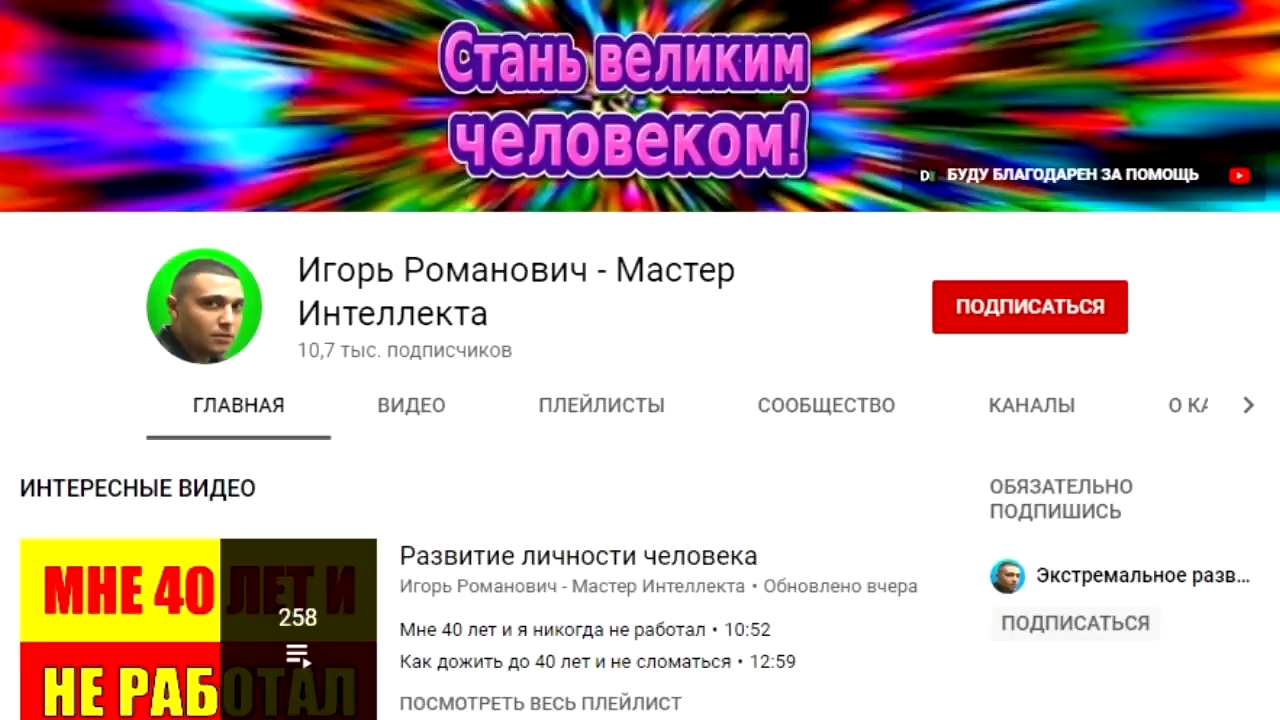 Стань великим
человеком!
БУДУ БЛАГОДАРЕН ЗА ПОМОЩЬ
Игорь Романович - Мастер
Интеллекта
10,7 тыс. подписчиков
ПОДПИСАТЬСЯ
ГЛАВНАЯ ВИДЕО ПЛЕЙЛИСТЫ СООБЩЕСТВО КАНАЛЫ О КА
ИНТЕРЕСНЫЕ ВИДЕО
МНЕ 40 ЛЕТ И
258
НЕ РАБОТАЛ
Развитие личности человека
Игорь Романович - Мастер Интеллекта • Обновлено вчера
Мне 40 лет и я никогда не работал • 10:52
Как дожить до 40 лет и не сломаться • 12:59
ПОСМОТРЕТЬ ВЕСЬ ПЛЕЙЛИСТ
ОБЯЗАТЕЛЬНО
ПОДПИШИСЬ
Экстремальное разв...
ПОДПИСАТЬСЯ